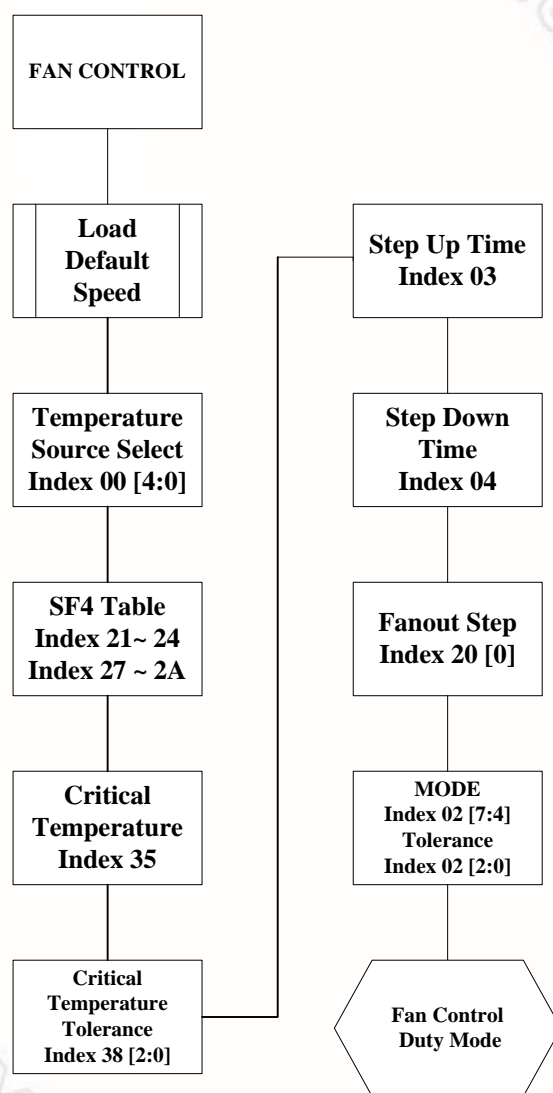 FAN CONTROL
Load
Default
Speed
Temperature
Source Select
Index 00 [4:0]
SF4 Table
Index 21~ 24
Index 27 ~ 2A
Critical
Temperature
Index 35
Critical
Temperature
Tolerance
Index 38 [2:0]
Step Up Time
Index 03
Step Down
Time
Index 04
Fanout Step
Index 20 [0]
MODE
Index 02 [7:4]
Tolerance
Index 02 [2:0]
Fan Control
Duty Mode